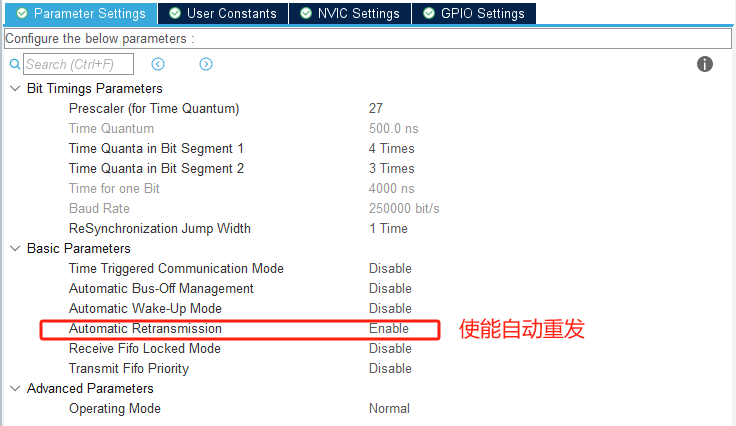 Parameter Settings User Constants NVIC Settings GPIO Settings
Configure the below parameters :
Search (Ctrl+F)
Bit Timings Parameters
Prescaler (for Time Quantum) 27
Time Quantum 500.0 ns
Time Quanta in Bit Segment 1 4 Times
Time Quanta in Bit Segment 2 3 Times
Time for one Bit 4000 ns
Baud Rate 250000 bit/s
ReSynchronization Jump Width 1 Time
Basic Parameters
Time Triggered Communication Mode Disable
Automatic Bus-Off Management Disable
Automatic Wake-Up Mode Disable
Automatic Retransmission Enable 使能自动重发
Receive Fifo Locked Mode Disable
Transmit Fifo Priority Disable
Advanced Parameters
Operating Mode Normal